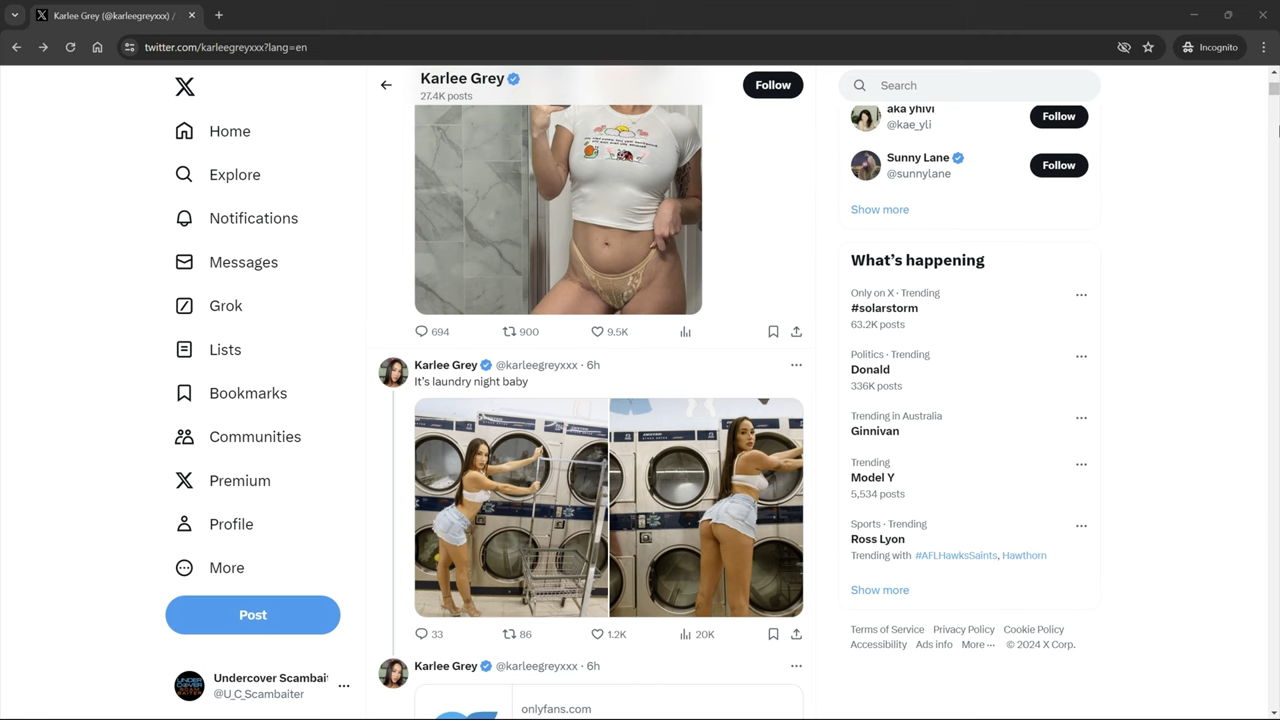 Karlee Grey (@karleegreyxxx) /
twitter.com/karleegreyxxx?lang=en
Incognito
Home
Explore
Notifications
Messages
Grok
Lists
Bookmarks
Communities
Premium
Profile
More
Post
Undercover Scambait
@U_C_Scambaiter
Karlee Grey
27.4K posts
Follow
694 900 9.5K
Karlee Grey @karleegreyxxx · 6h
It's laundry night baby
33 86 1.2K 20K
Karlee Grey @karleegreyxxx · 6h
onlyfans.com
Search
aka yhivi
@kae_yli
Follow
Sunny Lane
@sunnylane
Follow
Show more
What's happening
Only on X · Trending
#solarstorm
63.2K posts
Politics · Trending
Donald
336K posts
Trending in Australia
Ginnivan
Trending
Model Y
5,534 posts
Sports · Trending
Ross Lyon
Trending with #AFLHawksSaints, Hawthorn
Show more
Terms of Service Privacy Policy Cookie Policy
Accessibility Ads info More ··· © 2024 X Corp.